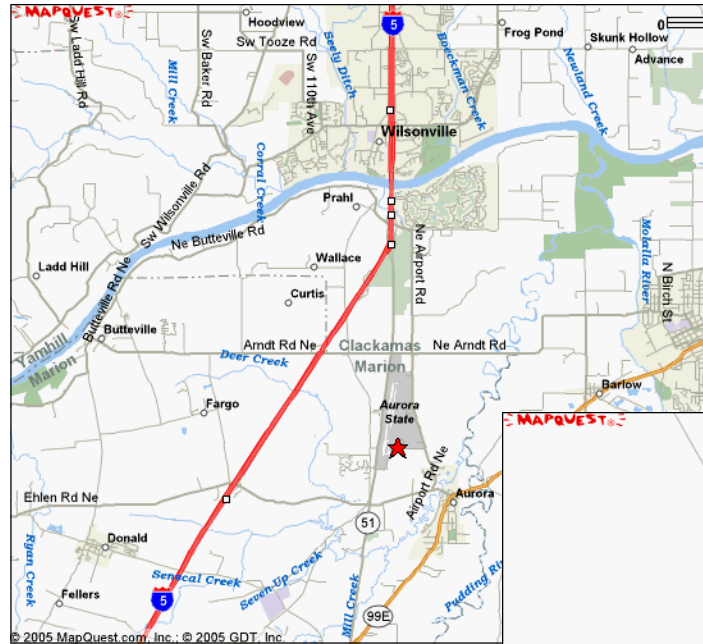 MAPQUEST®
Hoodview
5
Frog Pond
0
Sw Ladd Hill Rd
Mill Creek
Sw Baker Rd
Sw Tooze Rd
Sw 110th Ave
Seely Ditch
Boeckman Creek
Newland Creek
Skunk Hollow
Advance
Wilsonville
Corral Creek
Sw Wilsonville Rd
Prahl
Ne Butteville Rd
Ne Airport Rd
Molalla River
Ladd Hill
Wallace
N Birch St
Butteville Rd Ne
Curtis
Butteville
Yamhill
Marion
Arndt Rd Ne
Clackamas
Marion
Ne Arndt Rd
Deer Creek
Barlow
Fargo
Aurora
State
MAPQUEST®
Airport Rd Ne
Ehlen Rd Ne
Aurora
51
Donald
Ryan Creek
Senecal Creek
Seven-Up Creek
Mill Creek
Pudding
Fellers
5
99E
© 2005 MapQuest.com, Inc.; © 2005 GDT, Inc.